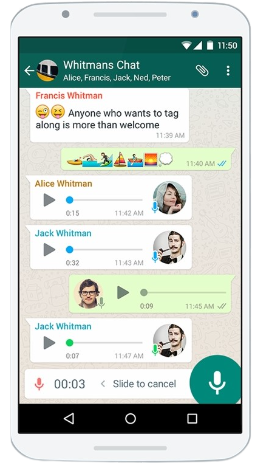 11:50
Whitmans Chat
Alice, Francis, Jack, Ned, Peter
Francis Whitman
Anyone who wants to tag
along is more than welcome
11:39 AM
11:40 AM
Alice Whitman
0:15 11:42 AM
Jack Whitman
0:32 11:43 AM
0:09 11:45 AM
Jack Whitman
0:07 11:47 AM
00:03 < Slide to cancel